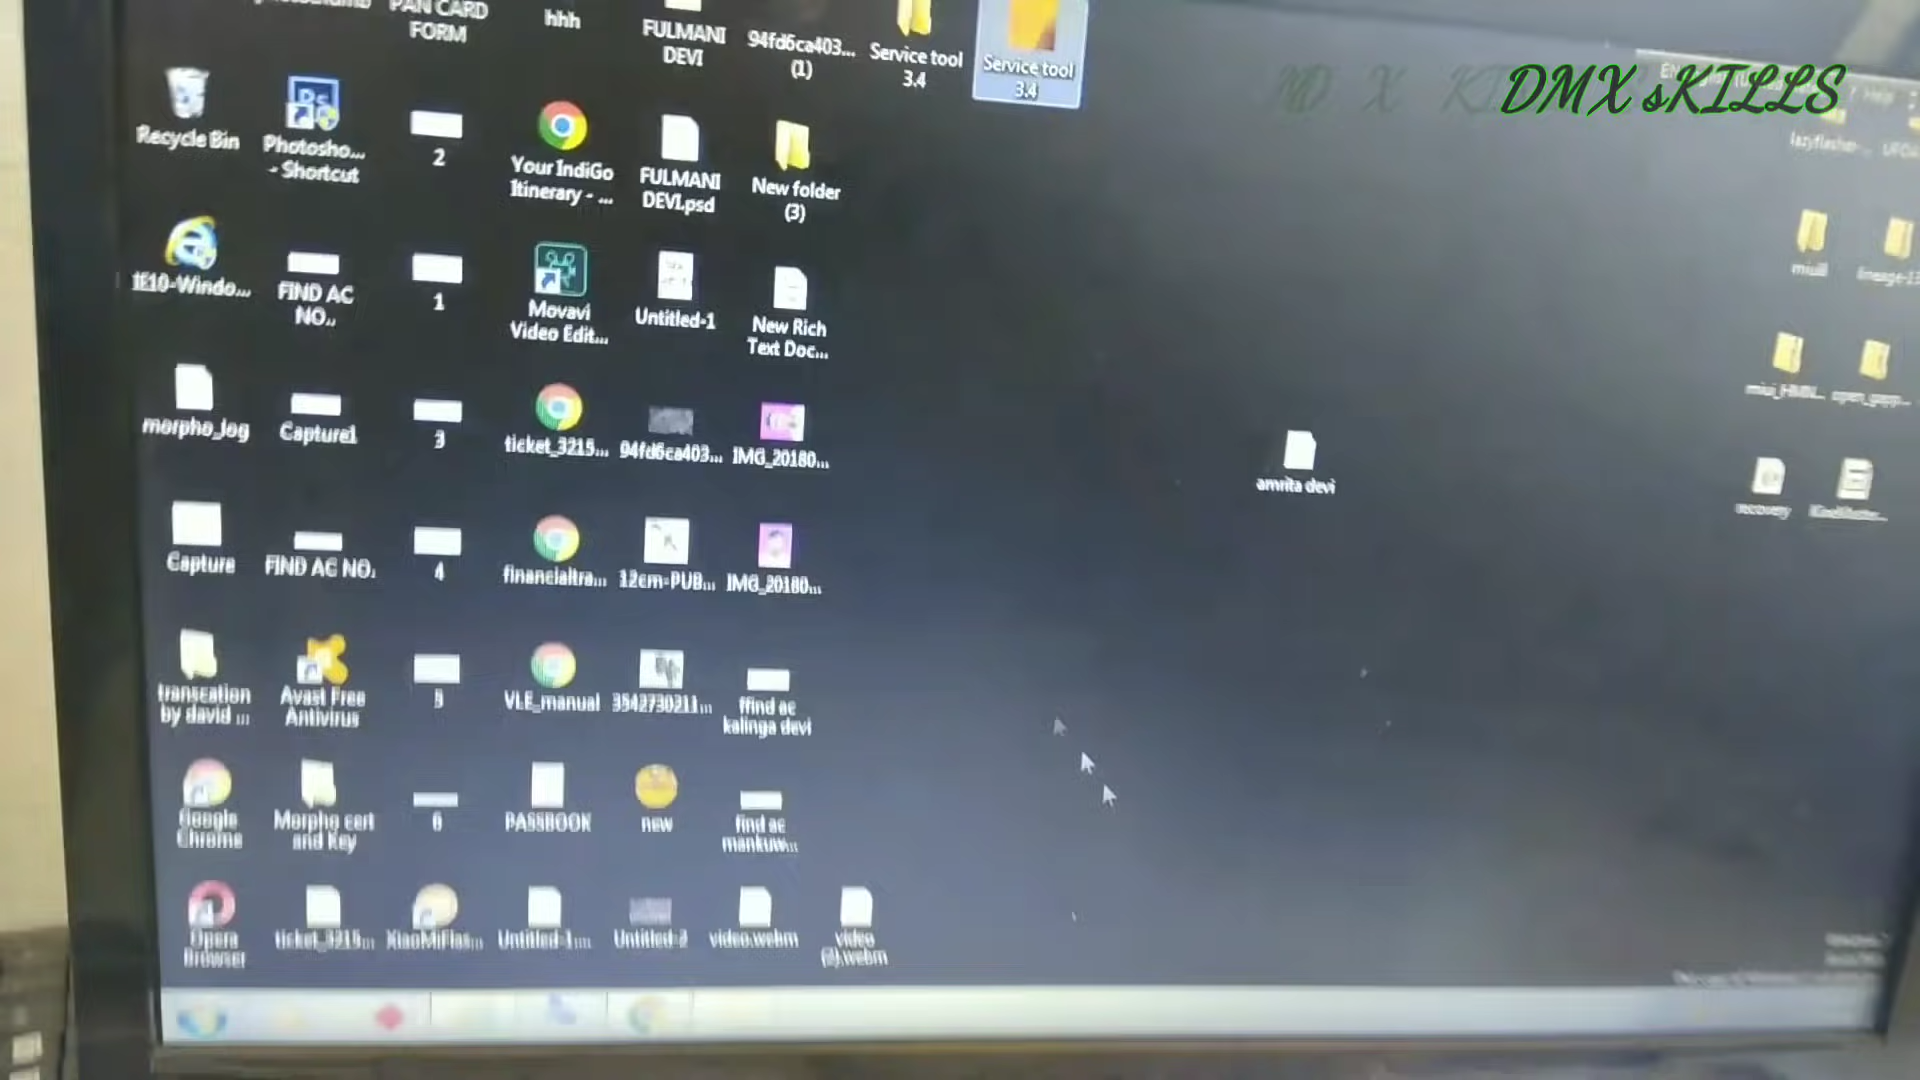 PAN CARD
FORM
hhh
FULMANI
DEVI
94fd6ca403...
(1)
Service tool
3.4
Service tool
3.4
DMX sKILLS
Recycle Bin
Photosho...
- Shortcut
2
Your IndiGo
Itinerary - ...
FULMANI
DEVI.psd
New folder
(3)
IE10-Windo...
FIND AC
NO..
1
Movavi
Video Edit...
Untitled-1
New Rich
Text Doc...
morpho_log
Capture1
3
ticket_3215...
94fd6ca403...
IMG_20180...
amrita devi
recovery
Capture
FIND AC NO.
4
financialtra...
12cm-PUB...
IMG_20180...
transcation
by david ...
Avast Free
Antivirus
5
VLE_manual
3542730211...
ffind ac
kalinga devi
Google
Chrome
Morpho cert
and Key
6
PASSBOOK
new
find ac
mankuw...
Opera
Browser
ticket_3215...
XiaoMiFlas...
Untitled-1...
Untitled-2
video.webm
video
(2).webm